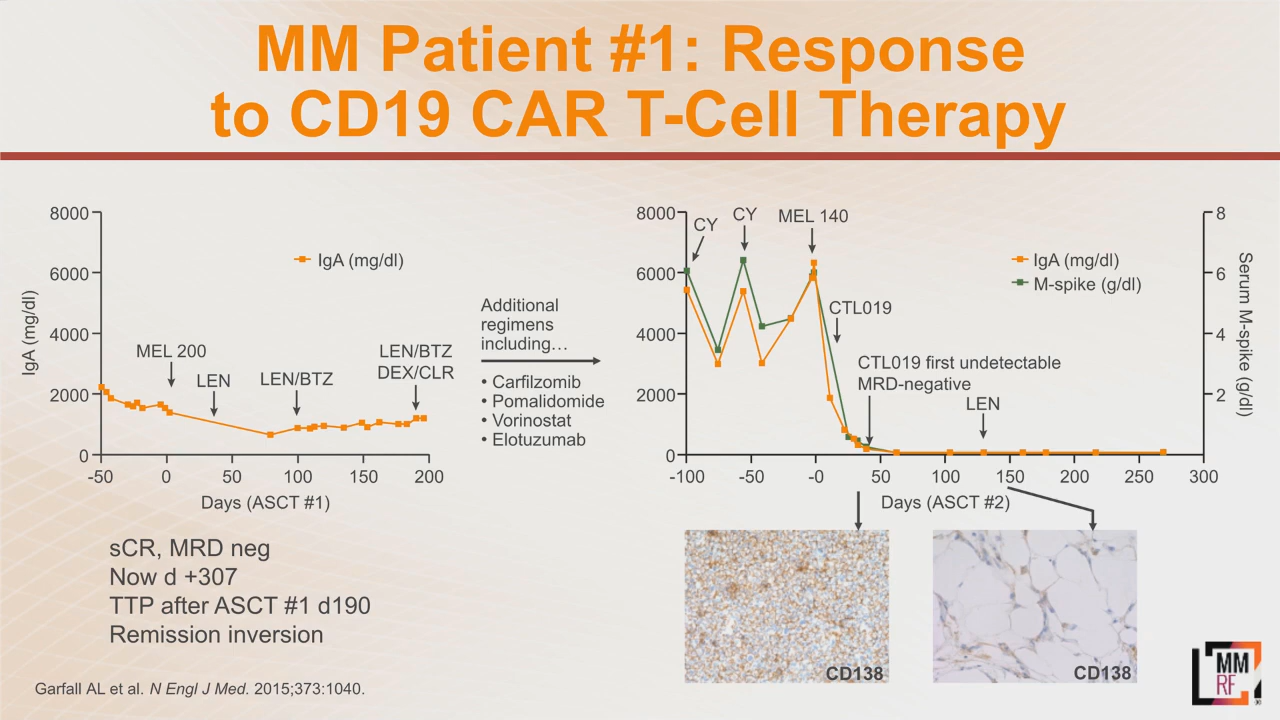 MM Patient #1: Response
to CD19 CAR T-Cell Therapy
8000
6000
4000
2000
0
IgA (mg/dl)
IgA (mg/dl)
MEL 200
LEN
LEN/BTZ
LEN/BTZ
DEX/CLR
-50 0 50 100 150 200
Days (ASCT #1)
Additional
regimens
including…
• Carfilzomib
• Pomalidomide
• Vorinostat
• Elotuzumab
8000
6000
4000
2000
0
CY
CY
MEL 140
IgA (mg/dl)
M-spike (g/dl)
CTL019
CTL019 first undetectable
MRD-negative
LEN
8
6
4
2
Serum M-spike (g/dl)
-100 -50 -0 50 100 150 200 250 300
Days (ASCT #2)
CD138
CD138
sCR, MRD neg
Now d +307
TTP after ASCT #1 d190
Remission inversion
Garfall AL et al. N Engl J Med. 2015;373:1040.
MM
RF